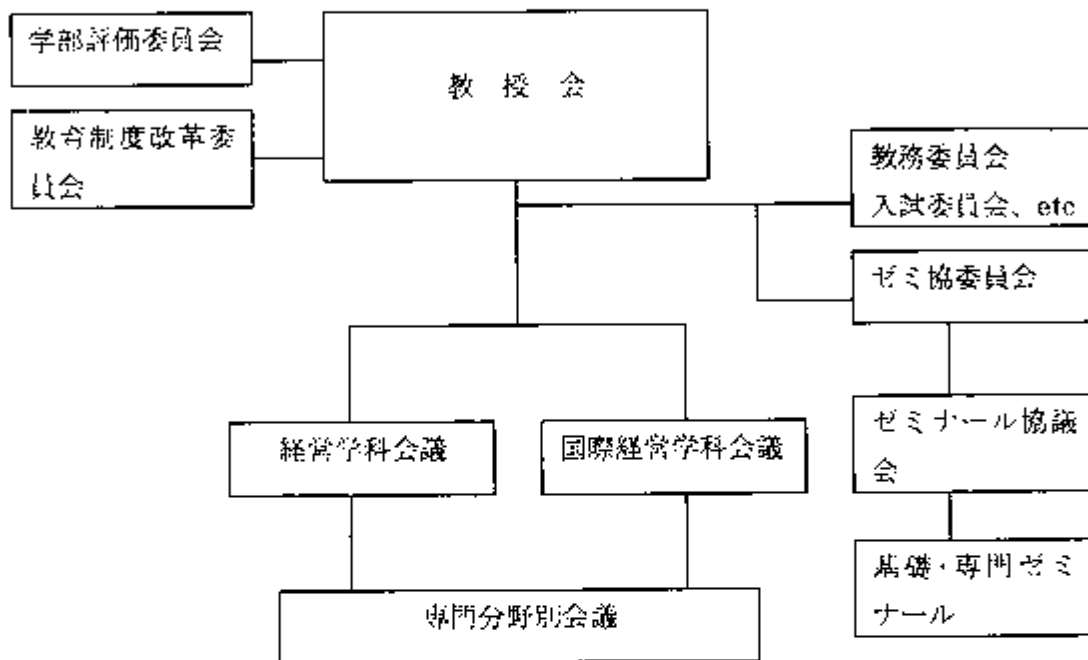 学部評価委員会
教授会
教育制度改革委
員会
教務委員会
入試委員会、etc
ゼミ協委員会
ゼミナール協議
会
経営学科会議
国際経営学科会議
基礎・専門ゼミ
ナール
専門分野別会議